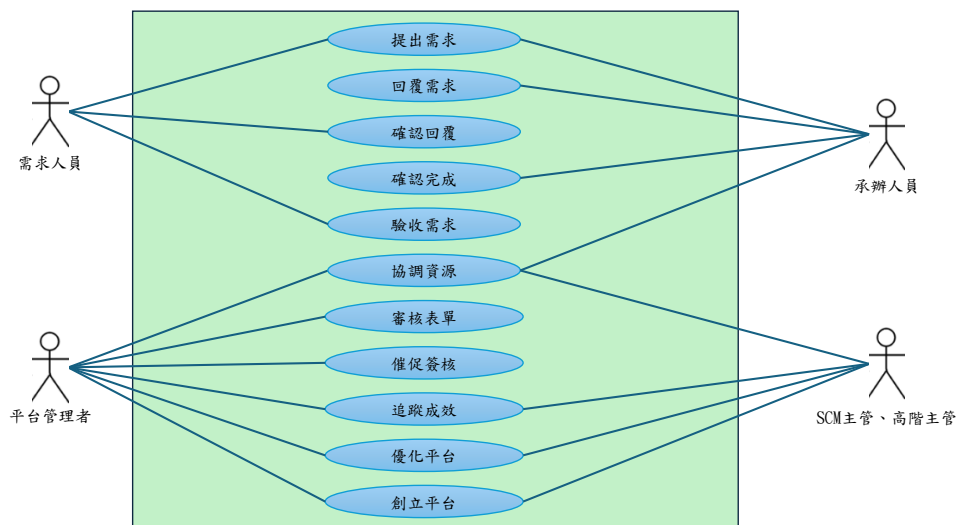 提出需求
回覆需求
確認回覆
確認完成
驗收需求
協調資源
審核表單
催促簽核
追蹤成效
優化平台
創立平台
需求人員
承辦人員
平台管理者
SCM主管、高階主管